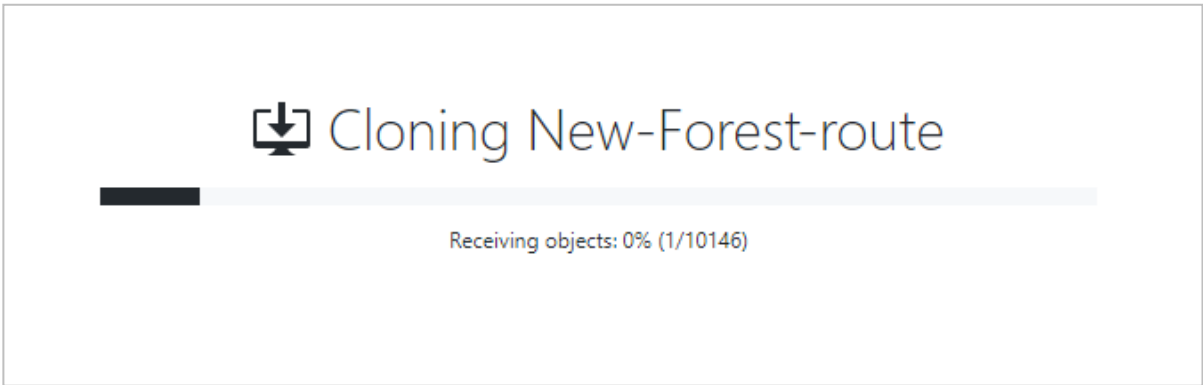 Cloning New-Forest-route
Receiving objects: 0% (1/10146)